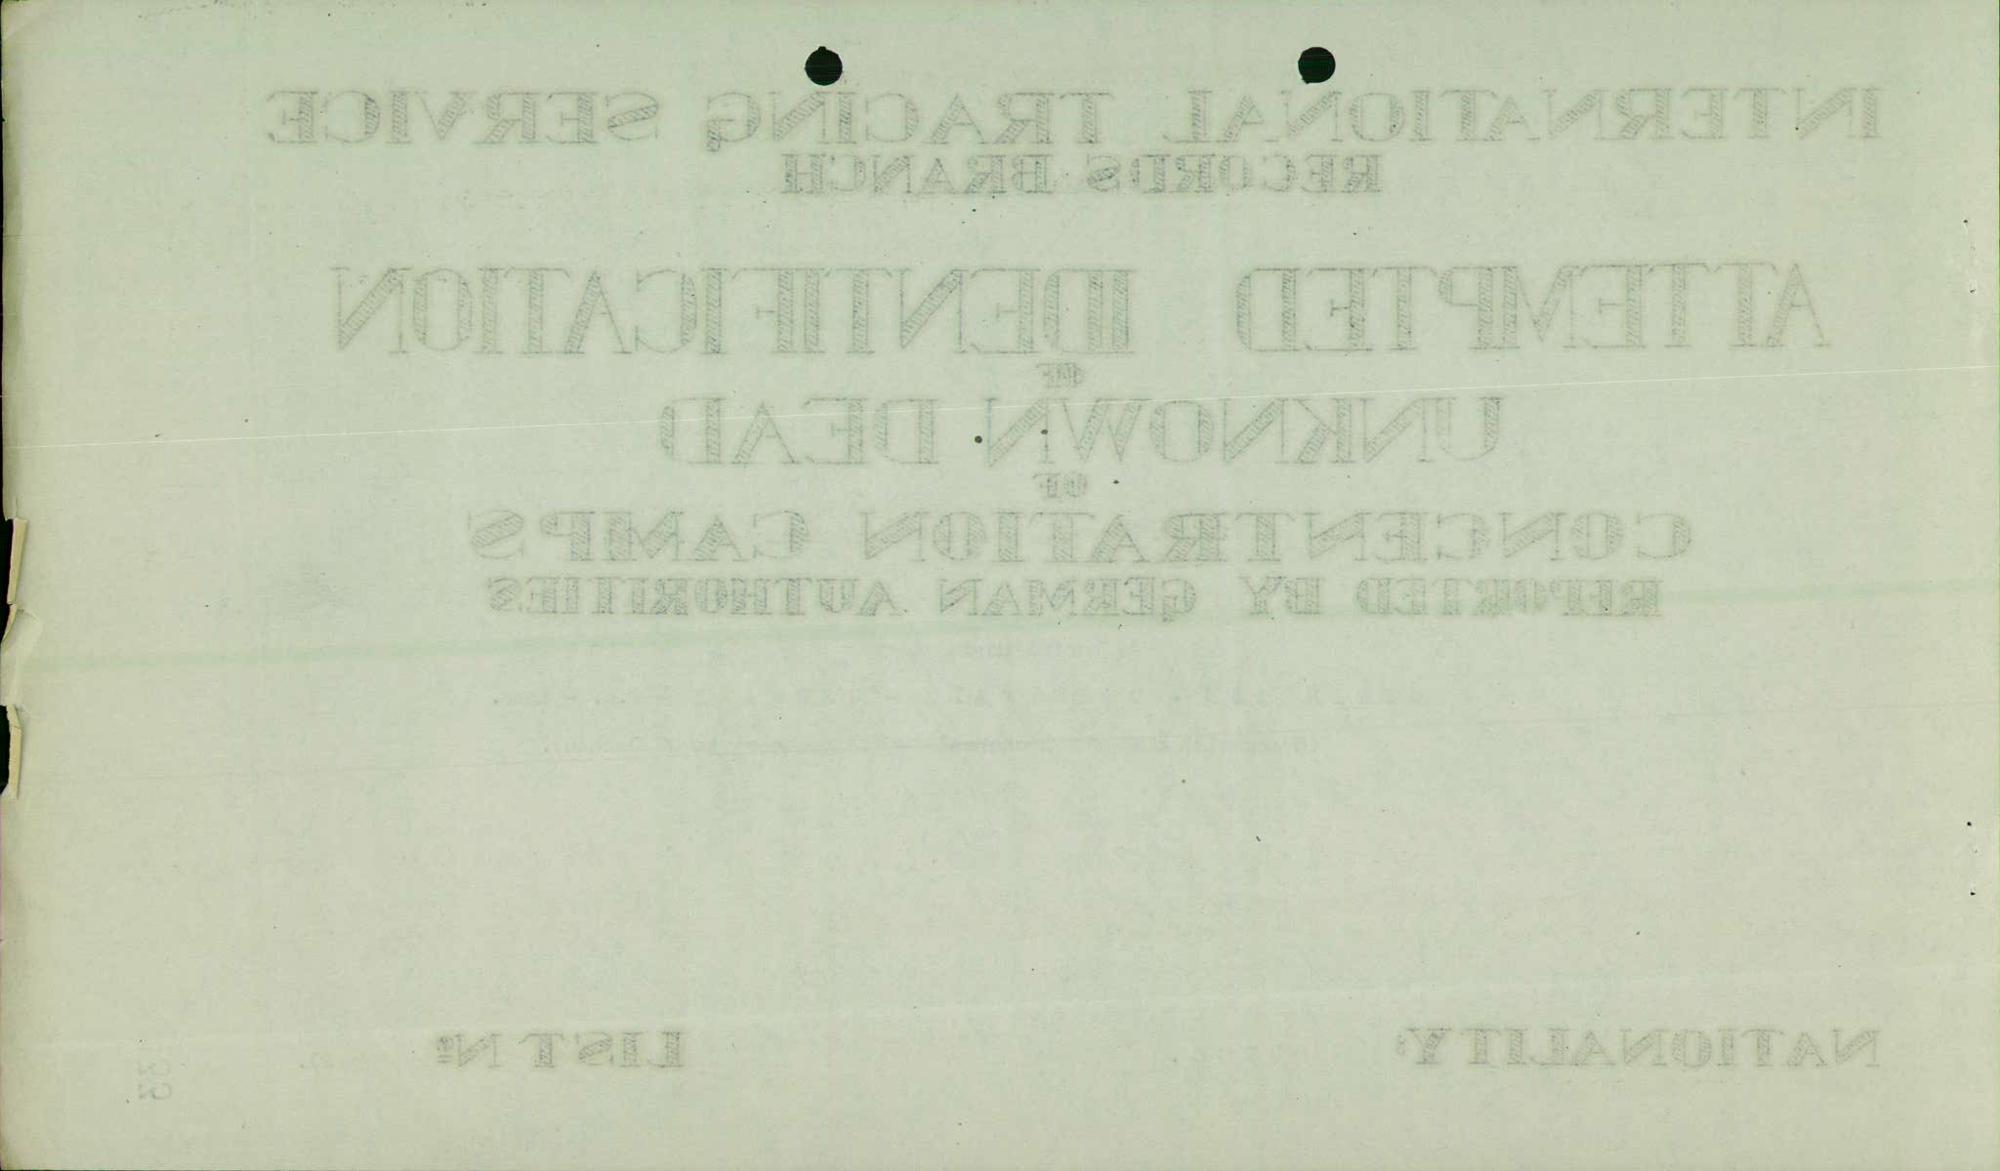 INTERNATIONAL TRACING SERVICE
RECORDS BRANCH
ATTEMPTED IDENTIFICATION
OF
UNKNOWN DEAD
OF
CONCENTRATION CAMPS
REPORTED BY GERMAN AUTHORITIES
NATIONALITY: LIST Nº